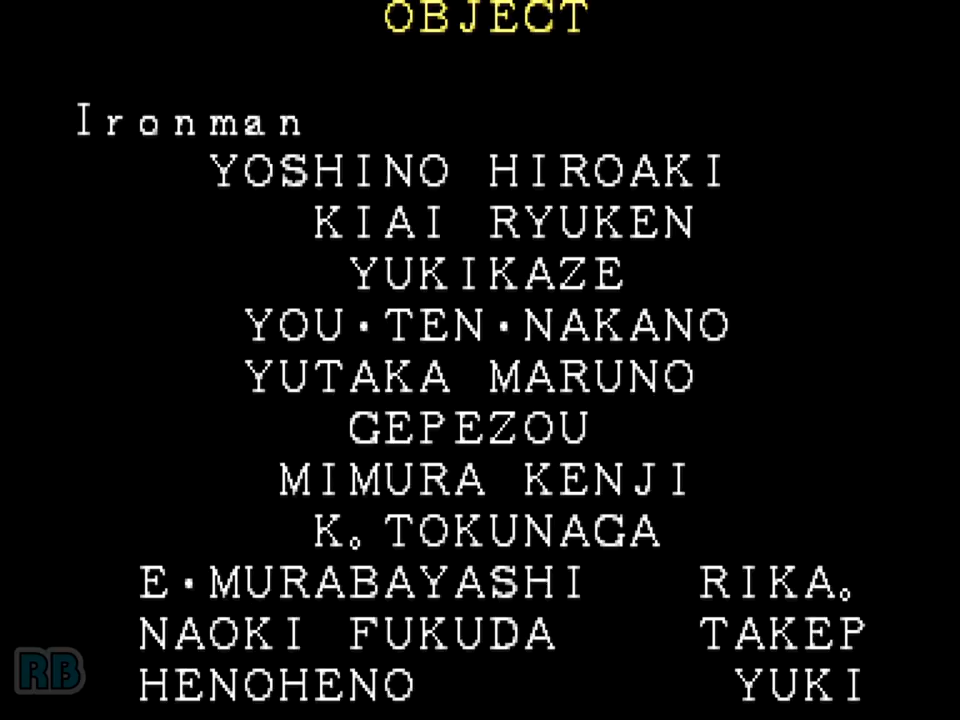 OBJECT
Ironman
YOSHINO HIROAKI
KIAI RYUKEN
YUKIKAZE
YOU・TEN・NAKANO
YUTAKA MARUNO
GEPEZOU
MIMURA KENJI
K。TOKUNAGA
E・MURABAYASHI RIKA。
NAOKI FUKUDA TAKEP
HENOHENO YUKI
RB